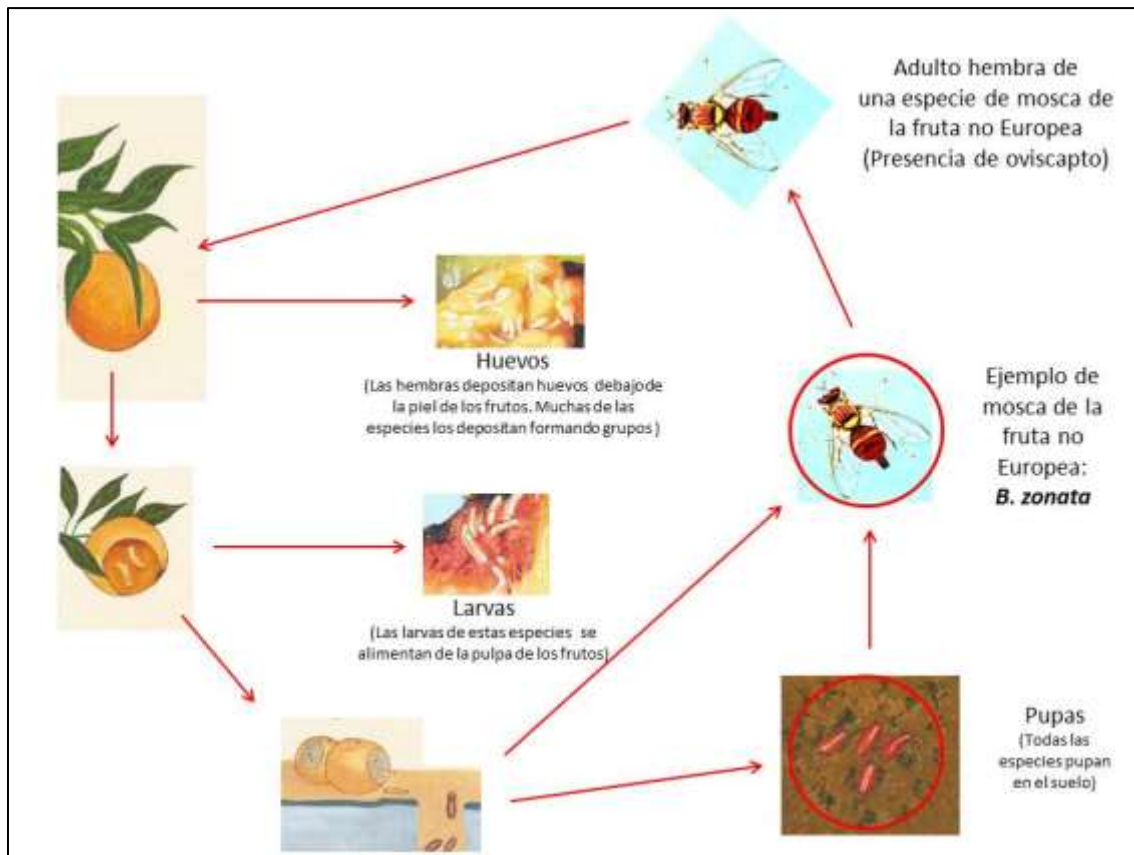 Adulto hembra de
una especie de mosca de
la fruta no Europea
(Presencia de oviscapto)
Huevos
(Las hembras depositan huevos debajo de
la piel de los frutos. Muchas de las
especies los depositan formando grupos )
Ejemplo de
mosca de la
fruta no
Europea:
B. zonata
Larvas
(Las larvas de estas especies se
alimentan de la pulpa de los frutos)
Pupas
(Todas las
especies pupan
en el suelo)